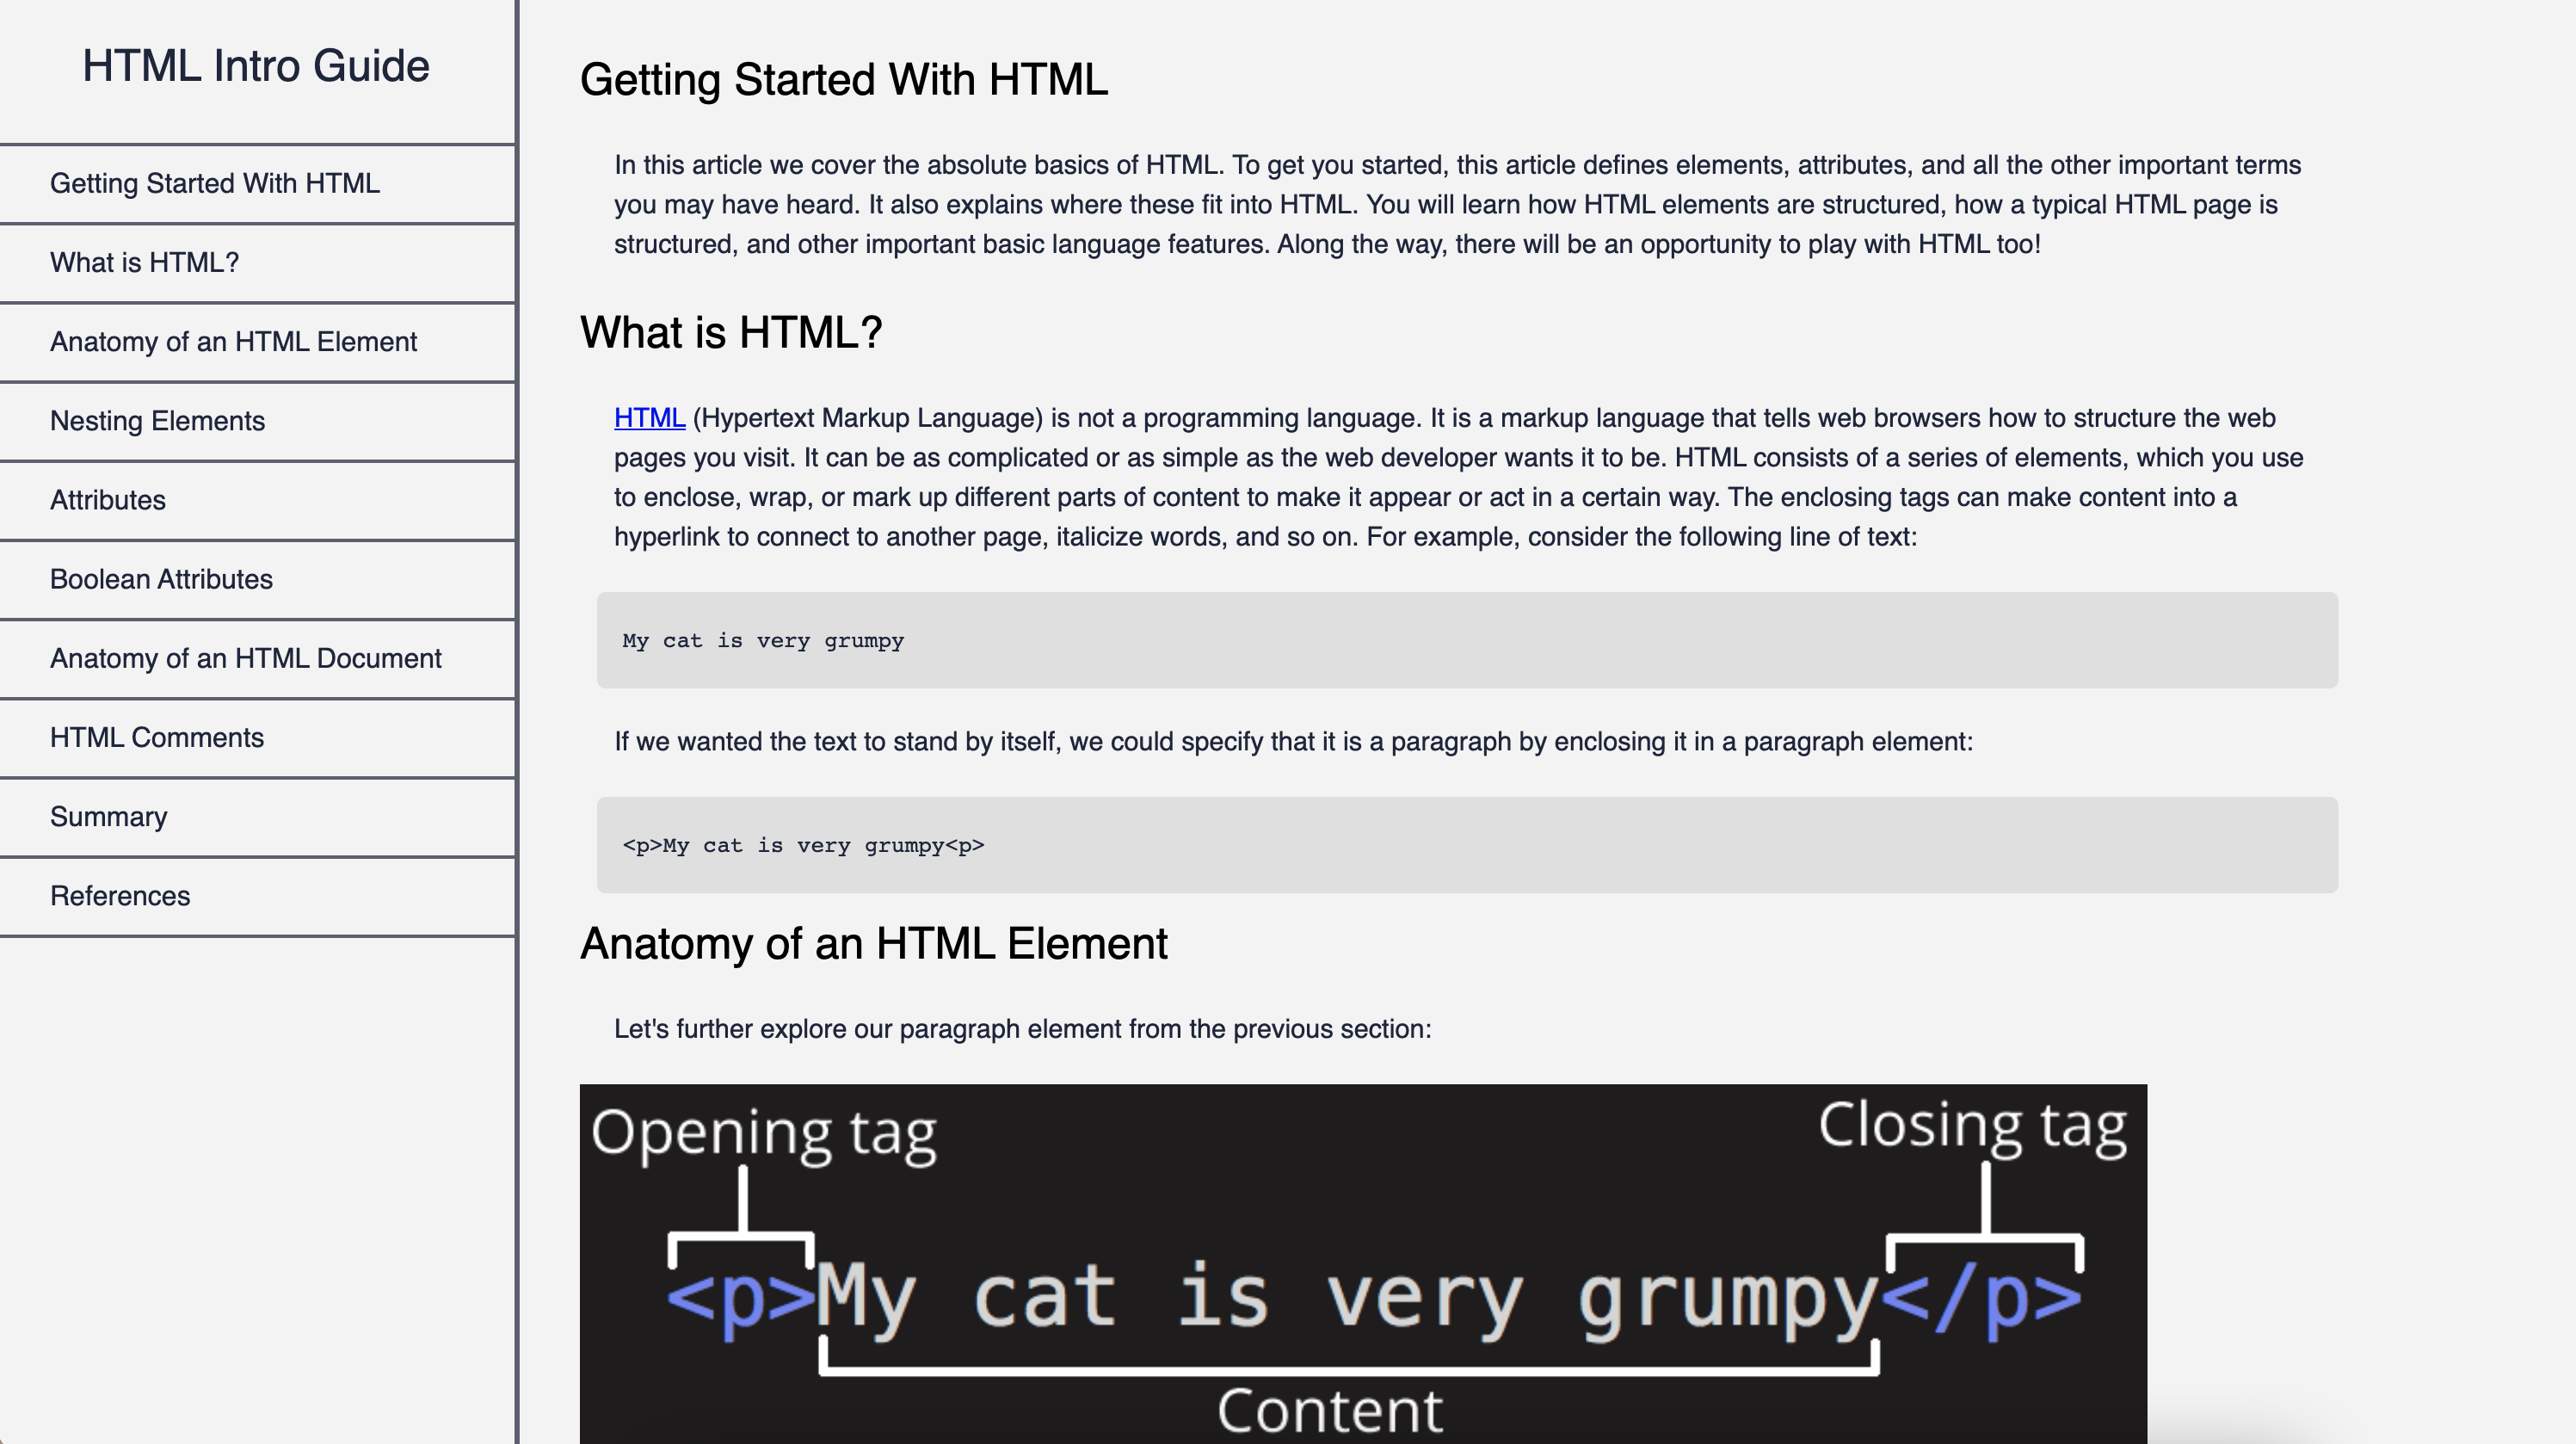 HTML Intro Guide
Getting Started With HTML
What is HTML?
Anatomy of an HTML Element
Nesting Elements
Attributes
Boolean Attributes
Anatomy of an HTML Document
HTML Comments
Summary
References
Getting Started With HTML
In this article we cover the absolute basics of HTML. To get you started, this article defines elements, attributes, and all the other important terms
you may have heard. It also explains where these fit into HTML. You will learn how HTML elements are structured, how a typical HTML page is
structured, and other important basic language features. Along the way, there will be an opportunity to play with HTML too!
What is HTML?
HTML (Hypertext Markup Language) is not a programming language. It is a markup language that tells web browsers how to structure the web
pages you visit. It can be as complicated or as simple as the web developer wants it to be. HTML consists of a series of elements, which you use
to enclose, wrap, or mark up different parts of content to make it appear or act in a certain way. The enclosing tags can make content into a
hyperlink to connect to another page, italicize words, and so on. For example, consider the following line of text:
My cat is very grumpy
If we wanted the text to stand by itself, we could specify that it is a paragraph by enclosing it in a paragraph element:
<p>My cat is very grumpy<p>
Anatomy of an HTML Element
Let's further explore our paragraph element from the previous section:
Opening tag
Closing tag
<p>My cat is very grumpy</p>
Content